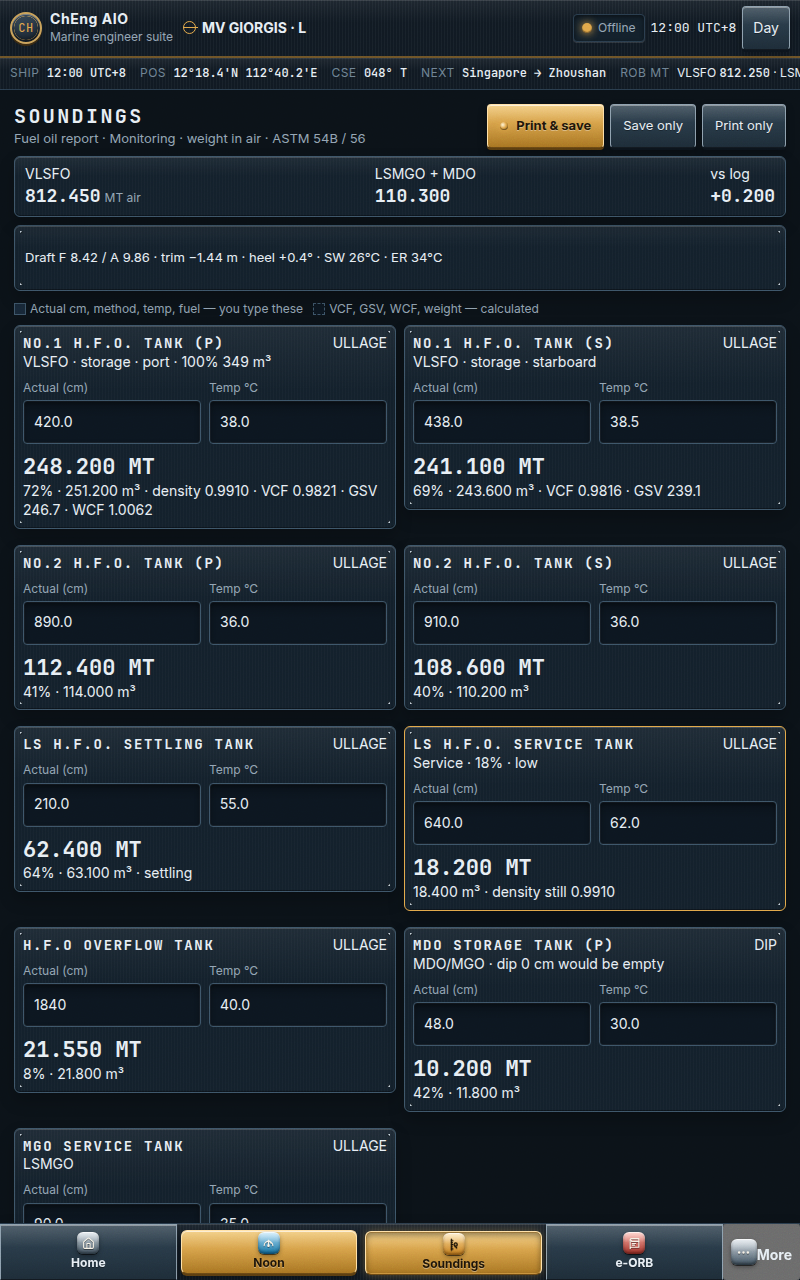 CH
ChEng AIO
Marine engineer suite
MV GIORGIS · L
Offline
12:00 UTC+8
Day
SHIP 12:00 UTC+8 POS 12°18.4'N 112°40.2'E CSE 048° T NEXT Singapore → Zhoushan ROB MT VLSFO 812.250 · LSM
SOUNDINGS
Fuel oil report · Monitoring · weight in air · ASTM 54B / 56
Print & save
Save only
Print only
VLSFO
812.450 MT air
LSMGO + MDO
110.300
vs log
+0.200
Draft F 8.42 / A 9.86 · trim −1.44 m · heel +0.4° · SW 26°C · ER 34°C
Actual cm, method, temp, fuel — you type these
VCF, GSV, WCF, weight — calculated
NO.1 H.F.O. TANK (P) ULLAGE
VLSFO · storage · port · 100% 349 m³
Actual (cm) Temp °C
420.0 38.0
248.200 MT
72% · 251.200 m³ · density 0.9910 · VCF 0.9821 · GSV
246.7 · WCF 1.0062
NO.1 H.F.O. TANK (S) ULLAGE
VLSFO · storage · starboard
Actual (cm) Temp °C
438.0 38.5
241.100 MT
69% · 243.600 m³ · VCF 0.9816 · GSV 239.1
NO.2 H.F.O. TANK (P) ULLAGE
Actual (cm) Temp °C
890.0 36.0
112.400 MT
41% · 114.000 m³
NO.2 H.F.O. TANK (S) ULLAGE
Actual (cm) Temp °C
910.0 36.0
108.600 MT
40% · 110.200 m³
LS H.F.O. SETTLING TANK ULLAGE
Actual (cm) Temp °C
210.0 55.0
62.400 MT
64% · 63.100 m³ · settling
LS H.F.O. SERVICE TANK ULLAGE
Service · 18% · low
Actual (cm) Temp °C
640.0 62.0
18.200 MT
18.400 m³ · density still 0.9910
H.F.O OVERFLOW TANK ULLAGE
Actual (cm) Temp °C
1840 40.0
21.550 MT
8% · 21.800 m³
MDO STORAGE TANK (P) DIP
MDO/MGO · dip 0 cm would be empty
Actual (cm) Temp °C
48.0 30.0
10.200 MT
42% · 11.800 m³
MGO SERVICE TANK ULLAGE
LSMGO
Actual (cm) Temp °C
90.0 35.0
Home
Noon
Soundings
e-ORB
More